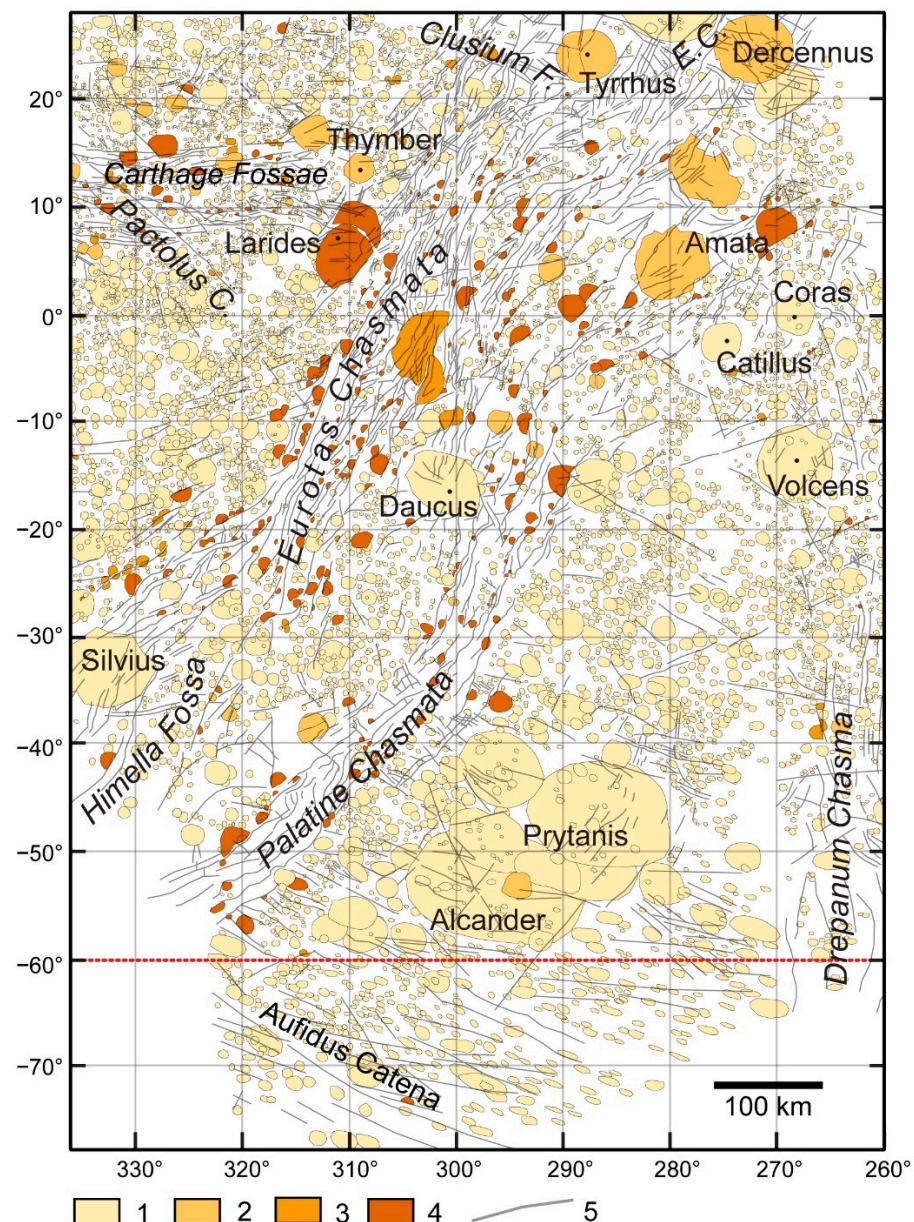 Clusium F.
E.C.
Dercennus
Tyrrhus
20°
Thymber
Carthage Fossae
10°
Pactolus C.
Larides
Amata
Eurotas Chasmata
Coras
0°
Catillus
−10°
Volcens
Daucus
−20°
−30°
Silvius
Himella Fossa
Palatine Chasmata
Drepanum Chasma
−40°
Prytanis
−50°
Alcander
−60°
Aufidus Catena
−70°
100 km
330° 320° 310° 300° 290° 280° 270° 260°
1 2 3 4 5